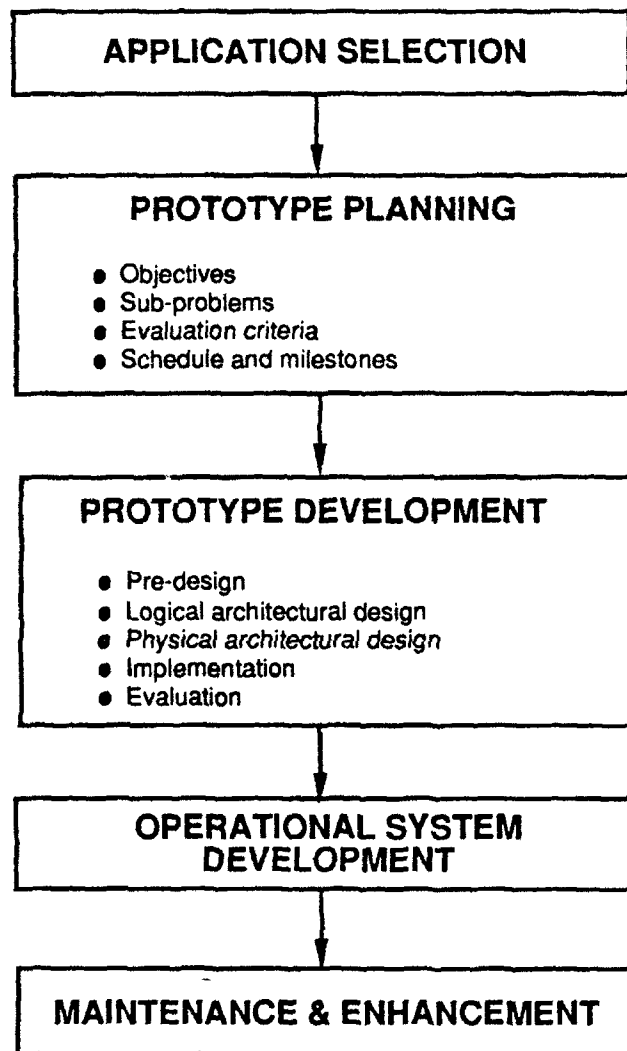 APPLICATION SELECTION
PROTOTYPE PLANNING
• Objectives
• Sub-problems
• Evaluation criteria
• Schedule and milestones
PROTOTYPE DEVELOPMENT
• Pre-design
• Logical architectural design
• Physical architectural design
• Implementation
• Evaluation
OPERATIONAL SYSTEM
DEVELOPMENT
MAINTENANCE & ENHANCEMENT